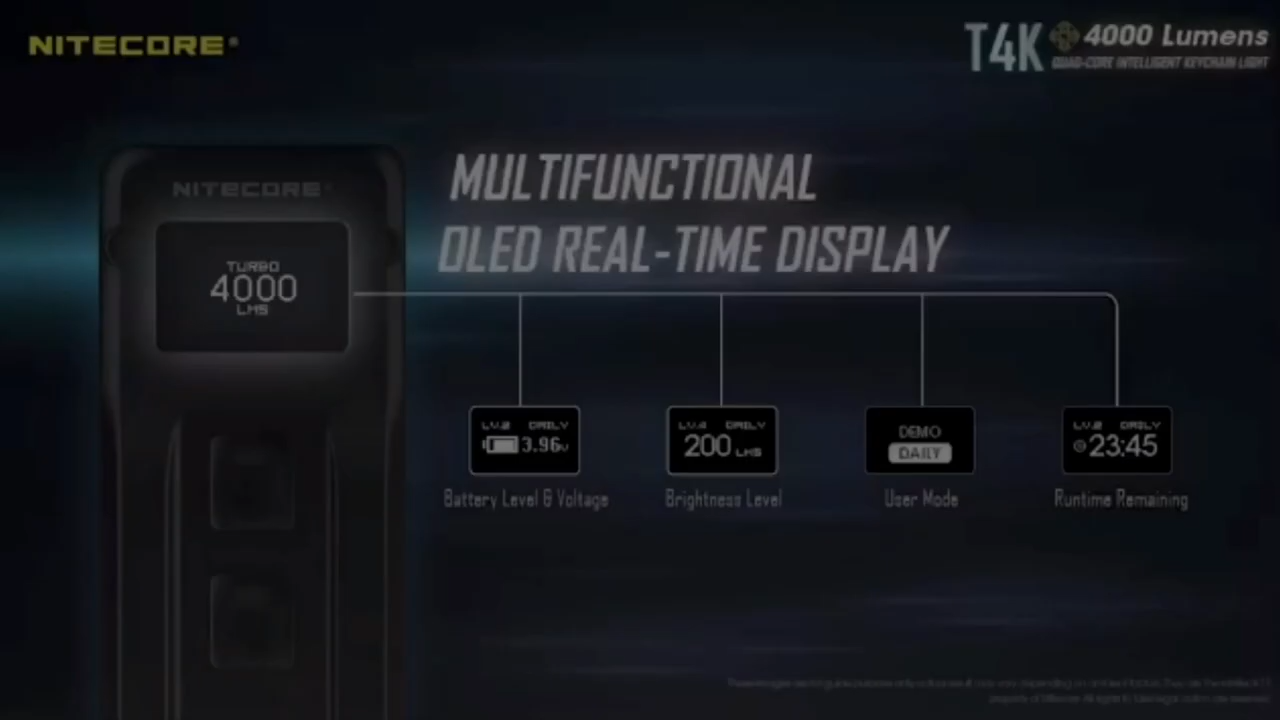 NITECORE®
T4K 4000 Lumens
QUAD-CORE INTELLIGENT KEYCHAIN LIGHT
NITECORE®
MULTIFUNCTIONAL
OLED REAL-TIME DISPLAY
TURBO
4000
LMS
LV.2 DAILY
3.96V
Battery Level & Voltage
LV.4 DAILY
200 LMS
Brightness Level
DEMO
DAILY
User Mode
LV.2 DAILY
23:45
Runtime Remaining